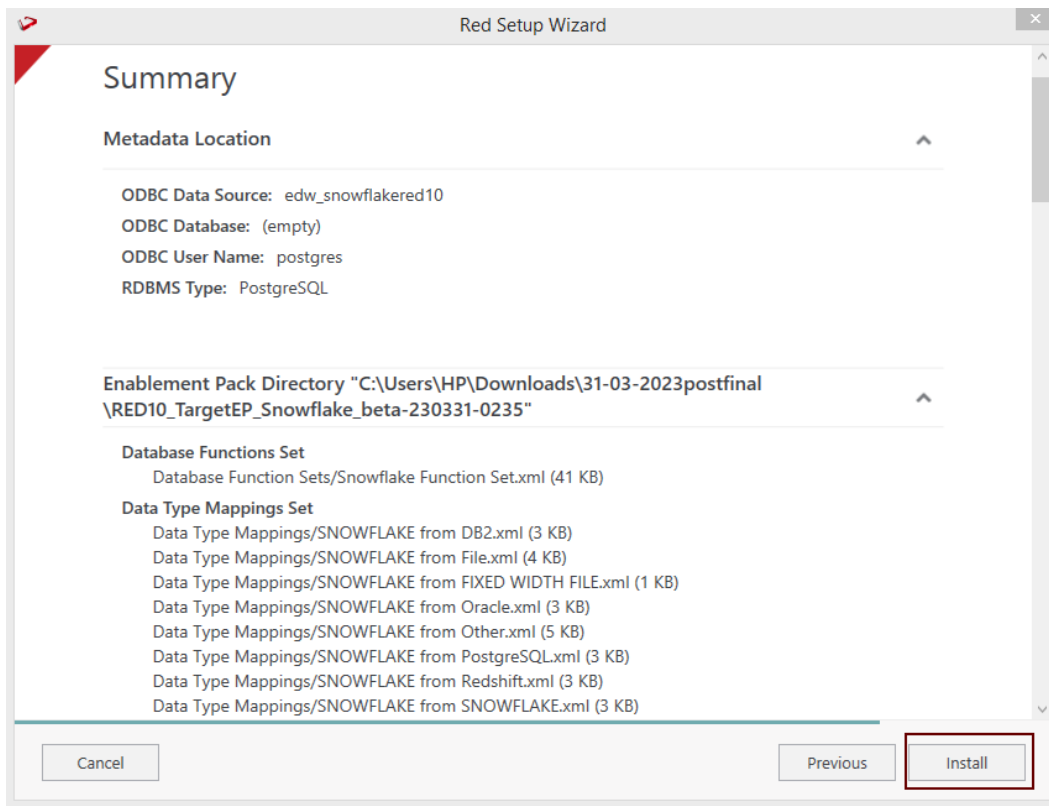 Red Setup Wizard
Summary
Metadata Location
ODBC Data Source: edw_snowflakered10
ODBC Database: (empty)
ODBC User Name: postgres
RDBMS Type: PostgreSQL
Enablement Pack Directory "C:\Users\HP\Downloads\31-03-2023postfinal
\RED10_TargetEP_Snowflake_beta-230331-0235"
Database Functions Set
Database Function Sets/Snowflake Function Set.xml (41 KB)
Data Type Mappings Set
Data Type Mappings/SNOWFLAKE from DB2.xml (3 KB)
Data Type Mappings/SNOWFLAKE from File.xml (4 KB)
Data Type Mappings/SNOWFLAKE from FIXED WIDTH FILE.xml (1 KB)
Data Type Mappings/SNOWFLAKE from Oracle.xml (3 KB)
Data Type Mappings/SNOWFLAKE from Other.xml (5 KB)
Data Type Mappings/SNOWFLAKE from PostgreSQL.xml (3 KB)
Data Type Mappings/SNOWFLAKE from Redshift.xml (3 KB)
Data Type Mappings/SNOWFLAKE from SNOWFLAKE.xml (3 KB)
Cancel
Previous
Install